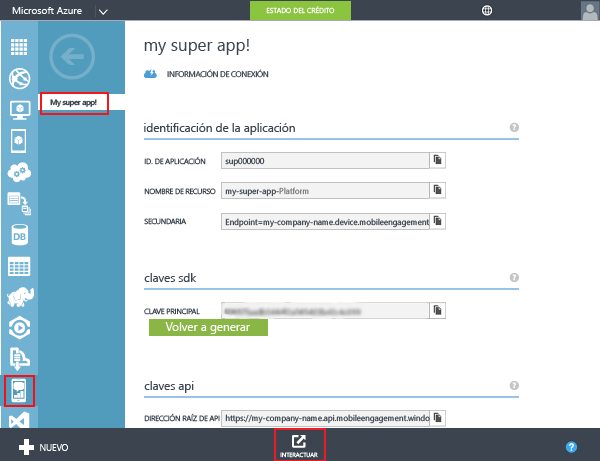 Microsoft Azure
ESTADO DEL CRÉDITO
my super app!
INFORMACIÓN DE CONEXIÓN
My super app!
identificación de la aplicación
?
ID. DE APLICACIÓN
sup000000
NOMBRE DE RECURSO
my-super-app-Platform
SECUNDARIA
Endpoint=my-company-name.device.mobileengagement
DB
claves sdk
?
CLAVE PRINCIPAL
Volver a generar
claves api
?
DIRECCIÓN RAÍZ DE API
https://my-company-name.api.mobileengagement.windo
NUEVO
INTERACTUAR
?